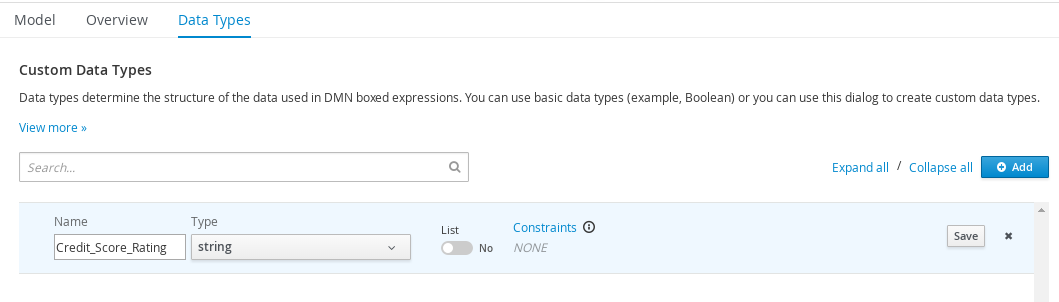 Model Overview Data Types
Custom Data Types
Data types determine the structure of the data used in DMN boxed expressions. You can use basic data types (example, Boolean) or you can use this dialog to create custom data types.
View more »
Search...
Expand all / Collapse all Add
Name Type List Constraints
Credit_Score_Rating string No NONE Save